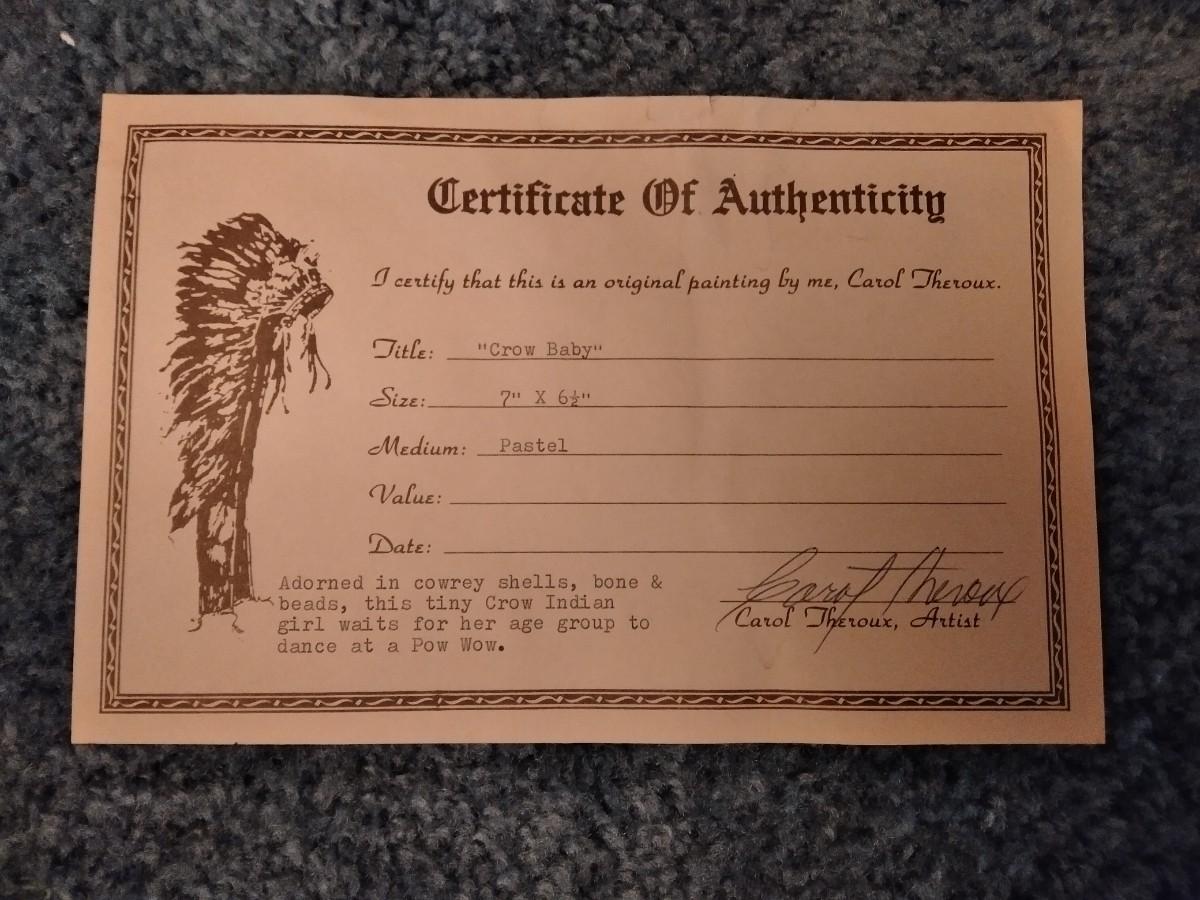 Certificate Of Authenticity
I certify that this is an original painting by me, Carol Theroux.
Title: "Crow Baby"
Size: 7" X 6½"
Medium: Pastel
Value:
Date:
Adorned in cowrey shells, bone &
beads, this tiny Crow Indian
girl waits for her age group to
dance at a Pow Wow.
Carol Theroux
Carol Theroux, Artist